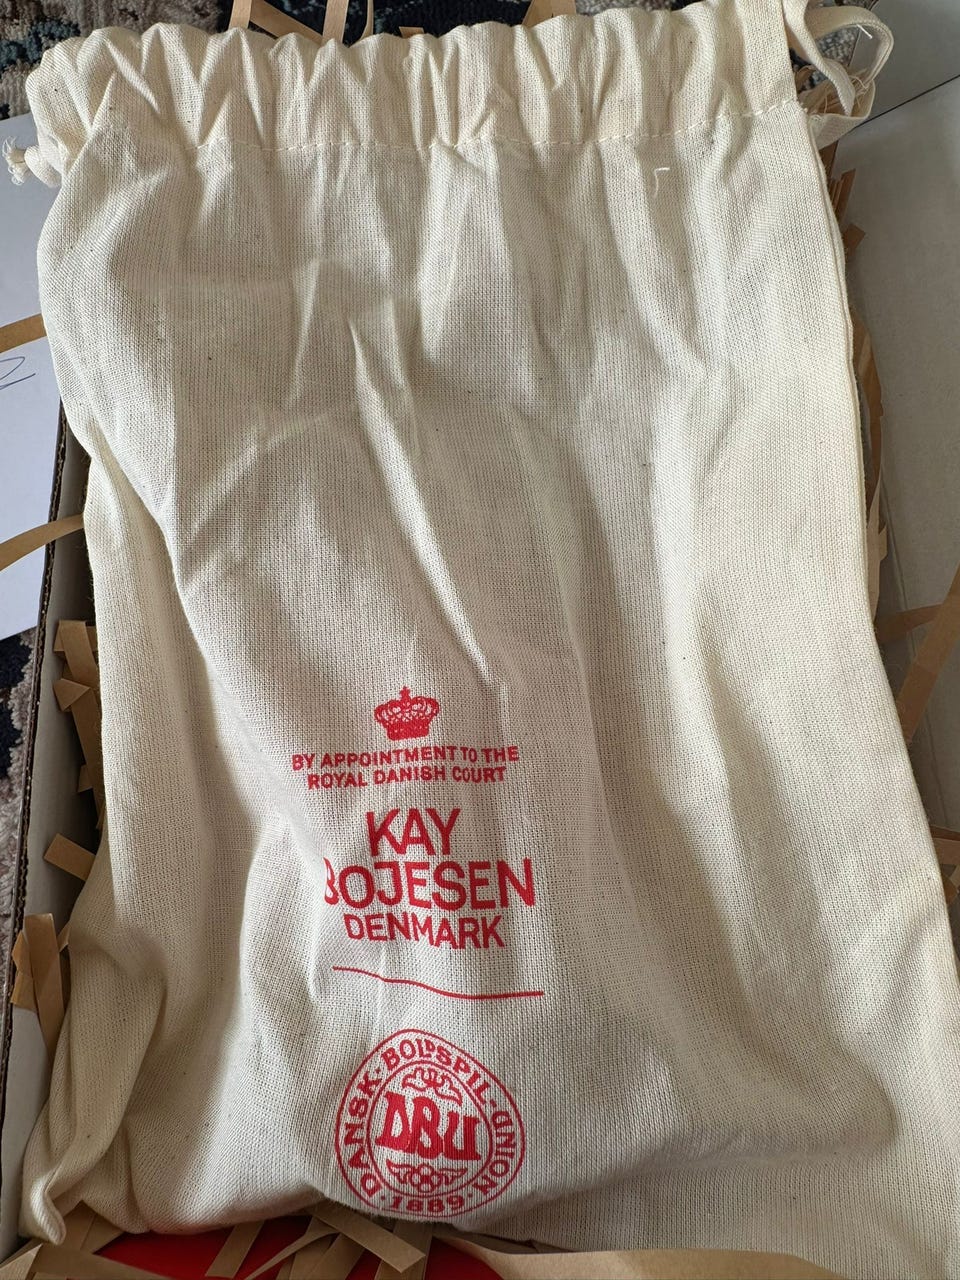 BY APPOINTMENT TO THE
ROYAL DANISH COURT
KAY
BOJESEN
DENMARK
DANSK · BOLDSPIL · UNION
DBU
· 1889 ·